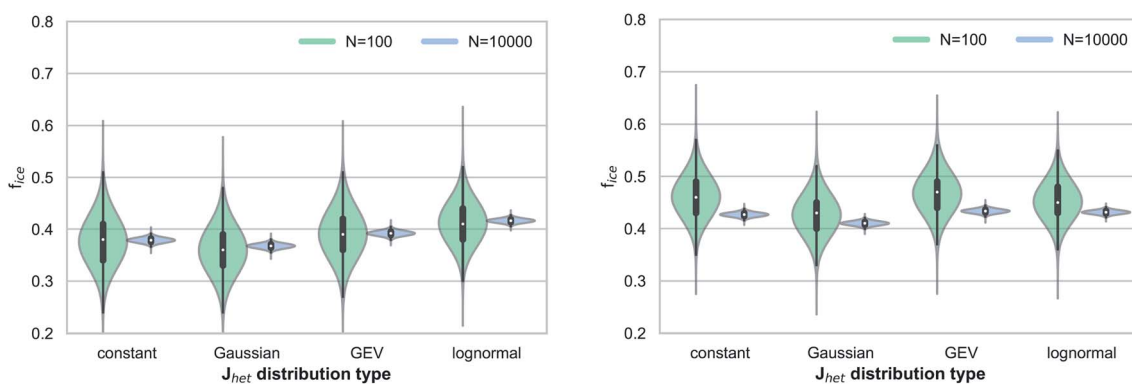 0.8
N=100 N=10000
0.7
0.6
f_ice 0.5
0.4
0.3
0.2
constant Gaussian GEV lognormal
J_het distribution type
0.8
N=100 N=10000
0.7
0.6
f_ice 0.5
0.4
0.3
0.2
constant Gaussian GEV lognormal
J_het distribution type